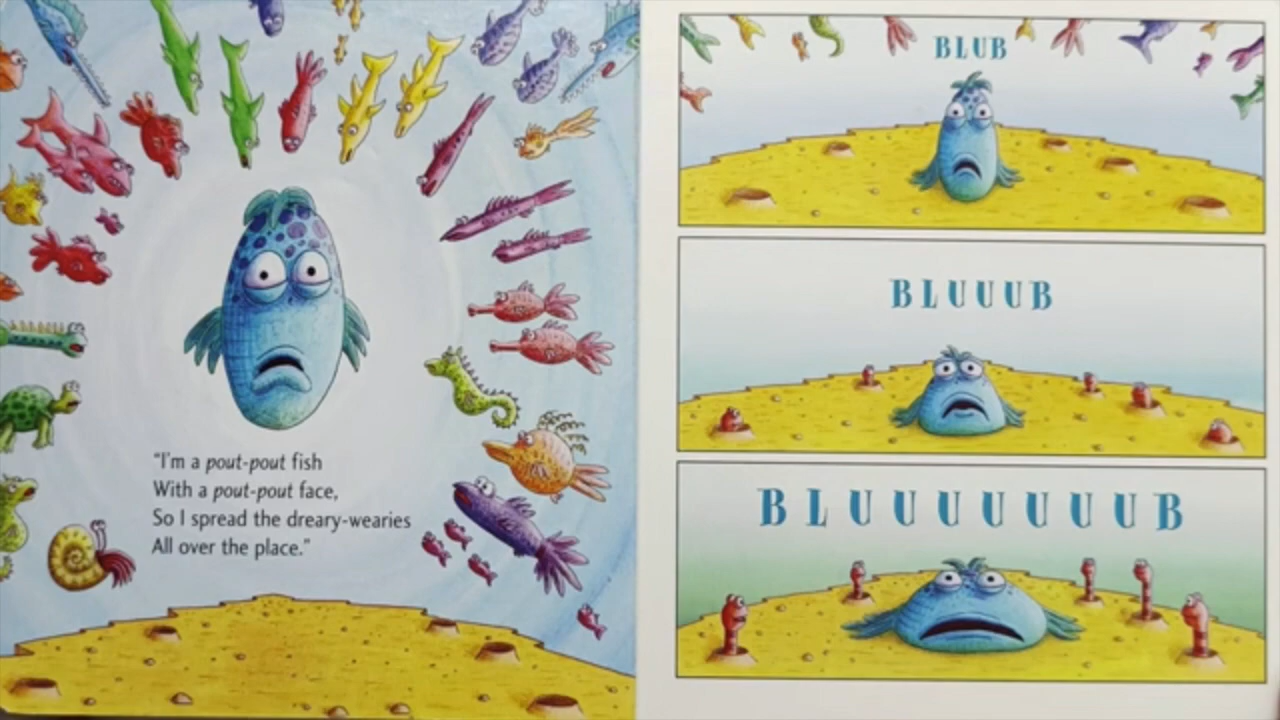 "I'm a pout-pout fish
With a pout-pout face,
So I spread the dreary-wearies
All over the place."
BLUB
BLUUUB
BLUUUUUUUB